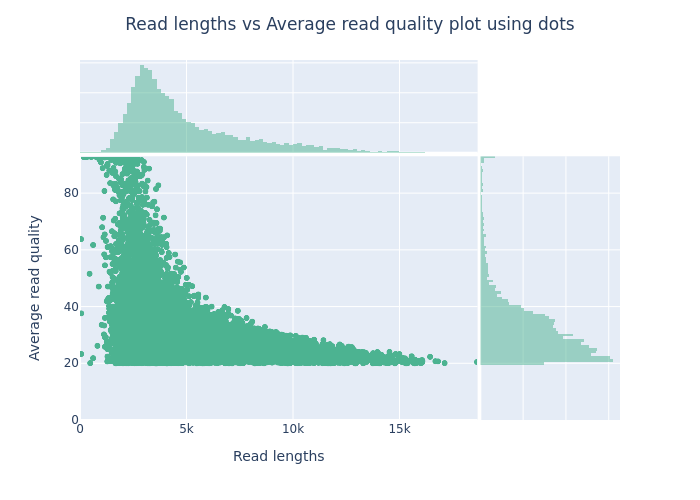 Read lengths vs Average read quality plot using dots
Average read quality
80
60
40
20
0
0 5k 10k 15k
Read lengths